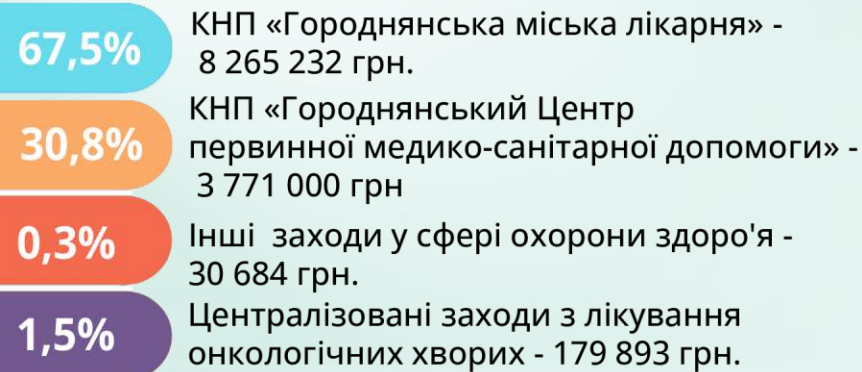 67,5%
КНП «Городнянська міська лікарня» -
8 265 232 грн.
30,8%
КНП «Городнянський Центр
первинної медико-санітарної допомоги» -
3 771 000 грн
0,3%
Інші заходи у сфері охорони здоро'я -
30 684 грн.
1,5%
Централізовані заходи з лікування
онкологічних хворих - 179 893 грн.